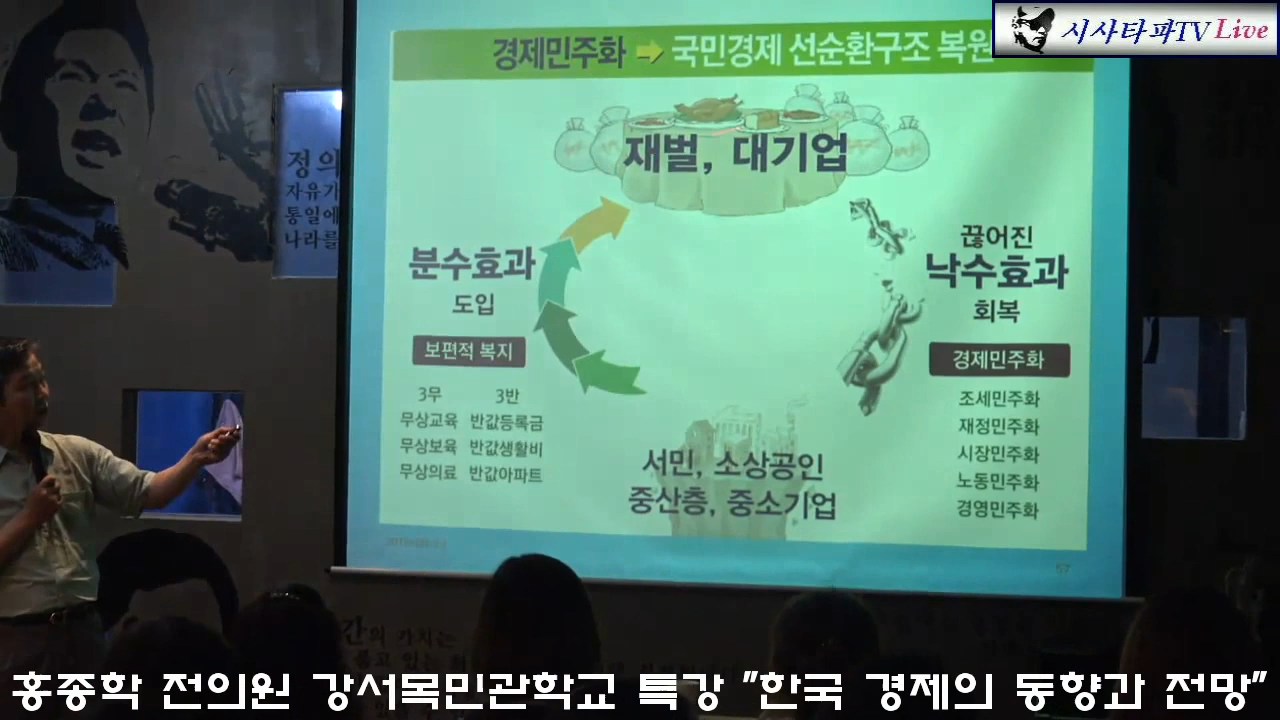 시사타파TV Live
경제민주화 → 국민경제 선순환구조 복원
재벌, 대기업
정의
자유가
통일에
나라를
분수효과
도입
보편적 복지
3무 3반
무상교육 반값등록금
무상보육 반값생활비
무상의료 반값아파트
끊어진
낙수효과
회복
경제민주화
조세민주화
재정민주화
시장민주화
노동민주화
경영민주화
서민, 소상공인
중산층, 중소기업
57
간의 가치는
홍종학 전의원 강서목민관학교 특강 "한국 경제의 동향과 전망"